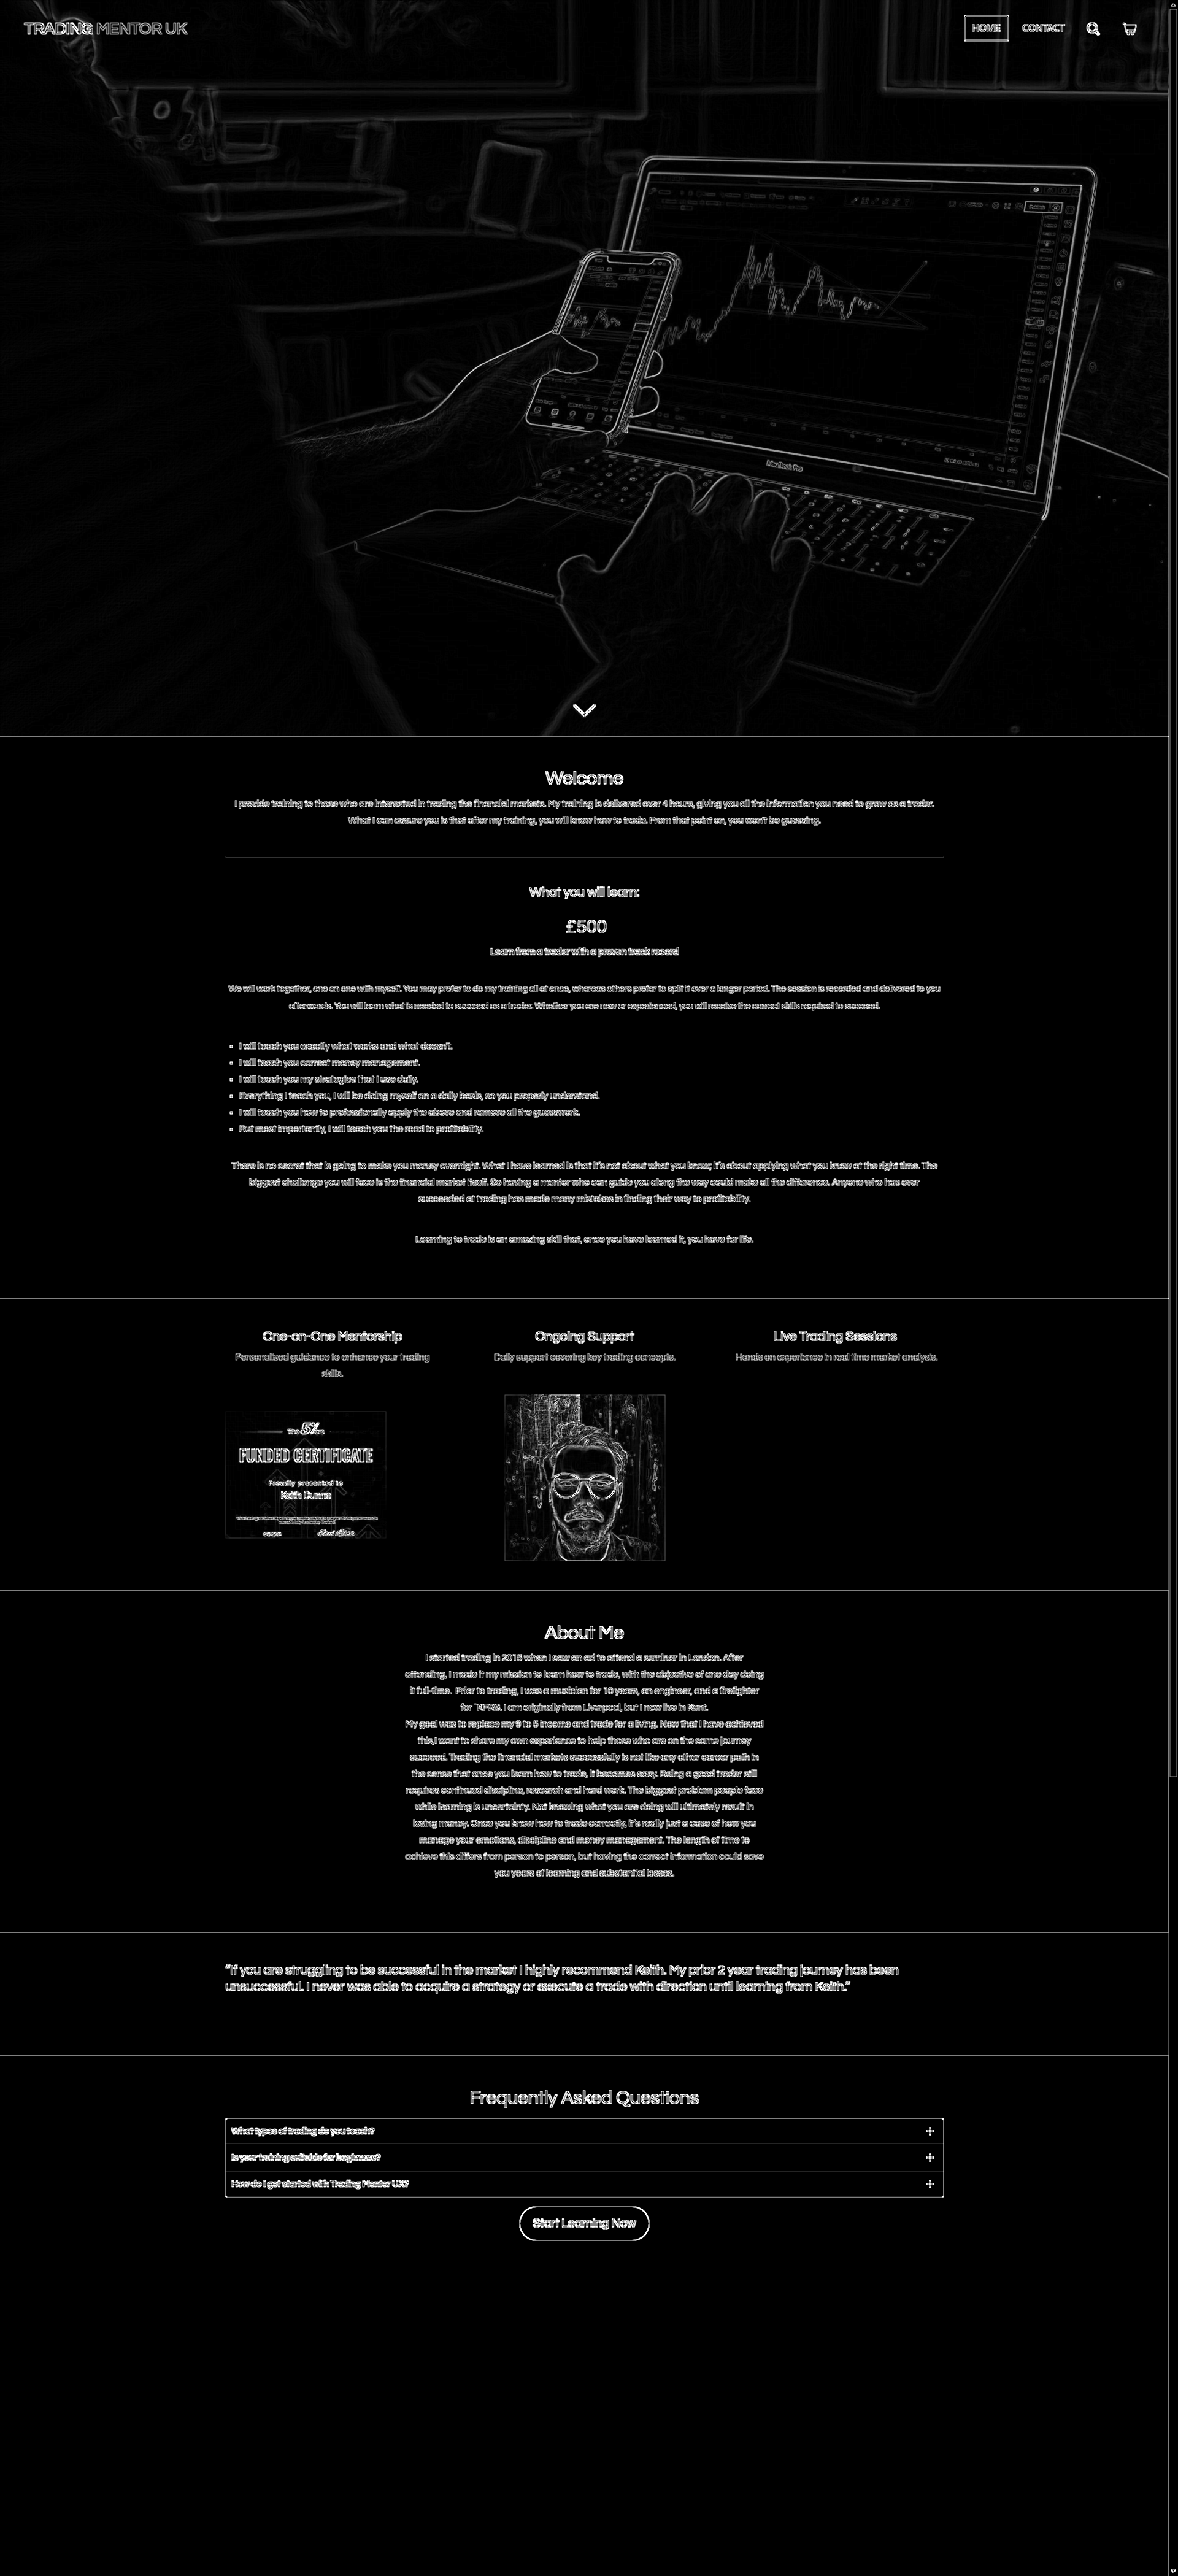 TRADING MENTOR UK
HOME
CONTACT
MacBook Pro
Welcome
I provide training to those who are interested in trading the financial markets. My training is delivered over 4 hours, giving you all the information you need to grow as a trader.
What I can assure you is that after my training, you will know how to trade. From that point on, you won't be guessing.
What you will learn:
£500
Learn from a trader with a proven track record
We will work together, one on one with myself. You may prefer to do my training all at once, whereas others prefer to split it over a longer period. The session is recorded and delivered to you
afterwards. You will learn what is needed to succeed as a trader. Whether you are new or experienced, you will receive the correct skills required to succeed.
• I will teach you exactly what works and what doesn't.
• I will teach you correct money management.
• I will teach you my strategies that I use daily.
• Everything I teach you, I will be doing myself on a daily basis, so you properly understand.
• I will teach you how to professionally apply the above and remove all the guesswork.
• But most importantly, I will teach you the road to profitability.
There is no secret that is going to make you money overnight. What I have learned is that it's not about what you know; it's about applying what you know at the right time. The
biggest challenge you will face is the financial market itself. So having a mentor who can guide you along the way could make all the difference. Anyone who has ever
succeeded at trading has made many mistakes in finding their way to profitability.
Learning to trade is an amazing skill that, once you have learned it, you have for life.
One-on-One Mentorship
Personalised guidance to enhance your trading
skills.
Ongoing Support
Daily support covering key trading concepts.
Live Trading Sessions
Hands on experience in real time market analysis.
The 5%ers
FUNDED CERTIFICATE
Proudly presented to
Keith Dunne
About Me
I started trading in 2015 when I saw an ad to attend a seminar in London. After
attending, I made it my mission to learn how to trade, with the objective of one day doing
it full-time. Prior to trading, I was a musician for 10 years, an engineer, and a firefighter
for KFRS. I am originally from Liverpool, but I now live in Kent.
My goal was to replace my 9 to 5 income and trade for a living. Now that I have achieved
this,I want to share my own experience to help those who are on the same journey
succeed. Trading the financial markets successfully is not like any other career path in
the sense that once you learn how to trade, it becomes easy. Being a good trader still
requires continued discipline, research and hard work. The biggest problem people face
while learning is uncertainty. Not knowing what you are doing will ultimately result in
losing money. Once you know how to trade correctly, it's really just a case of how you
manage your emotions, discipline and money management. The length of time to
achieve this differs from person to person, but having the correct information could save
you years of learning and substantial losses.
“If you are struggling to be successful in the market I highly recommend Keith. My prior 2 year trading journey has been
unsuccessful. I never was able to acquire a strategy or execute a trade with direction until learning from Keith.”
Frequently Asked Questions
What types of trading do you teach?
Is your training suitable for beginners?
How do I get started with Trading Mentor UK?
Start Learning Now